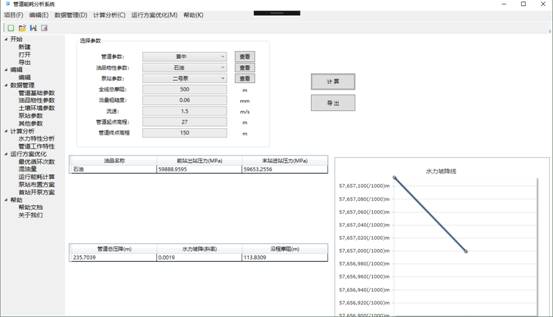 管道能耗分析系统
项目(F) 编辑(E) 数据管理(D) 计算分析(C) 运行方案优化(M) 帮助(K)
开始
新建
打开
导出
编辑
编辑
数据管理
管道基础参数
油品物性参数
土壤环境参数
泵站参数
其他参数
计算分析
水力特性分析
管道工作特性
运行方案优化
最优循环次数
混油量
运行能耗计算
泵站布置方案
首站开泵方案
帮助
帮助文档
关于我们
选择参数
管道参数: 晋中 查看
油品物性参数: 石油 查看
泵站参数: 二号泵 查看
全线总摩阻: 500 m
当量粗糙度: 0.06 mm
流速: 1.5 m/s
管道起点高程 27 m
管道终点高程 150 m
计 算
导 出
油品名称 首站出站压力(MPa) 末站进站压力(MPa)
石油 59888.9595 59653.2556
管道总压降(m) 水力坡降(斜率) 沿程摩阻(m)
235.7039 0.0019 113.8309
水力坡降线
57,657,100(/1000)m
57,657,080(/1000)m
57,657,060(/1000)m
57,657,040(/1000)m
57,657,020(/1000)m
57,657,000(/1000)m
56,656,980(/1000)m
56,656,960(/1000)m
56,656,940(/1000)m
56,656,920(/1000)m
56,656,900(/1000)m